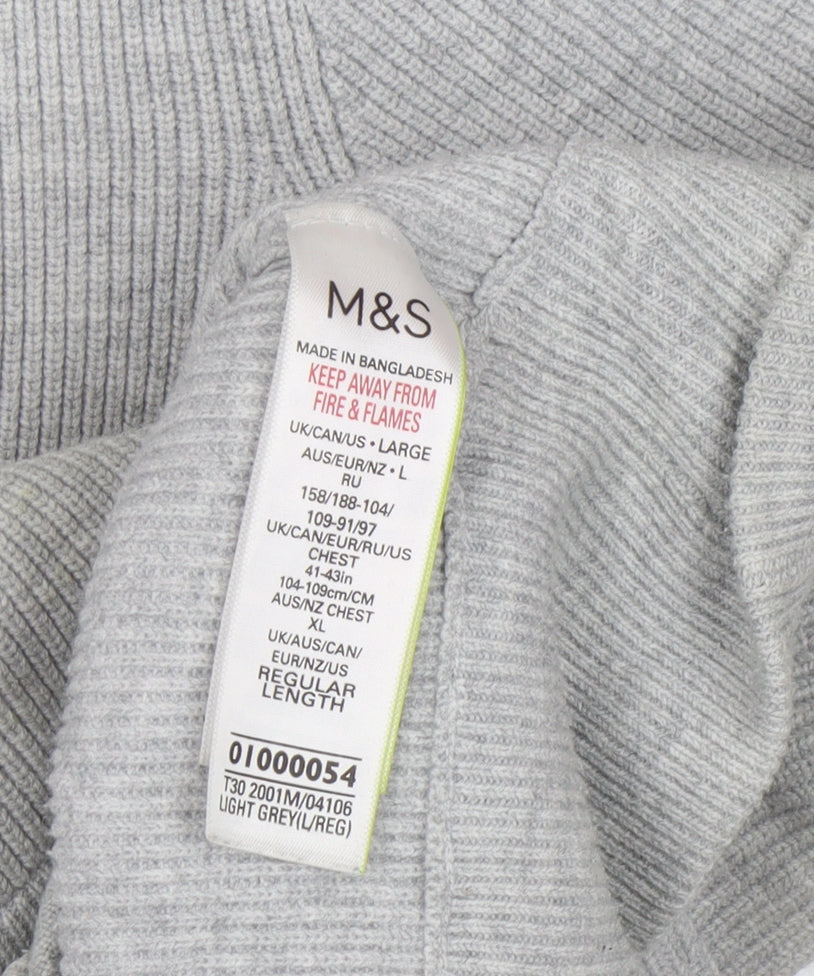 M&S
MADE IN BANGLADESH
KEEP AWAY FROM
FIRE & FLAMES
UK/CAN/US • LARGE
AUS/EUR/NZ • L
RU
158/188-104/
109-91/97
UK/CAN/EUR/RU/US
CHEST
41-43in
104-109cm/CM
AUS/NZ CHEST
XL
UK/AUS/CAN/
EUR/NZ/US
REGULAR
LENGTH
01000054
T30 2001M/04106
LIGHT GREY(L/REG)